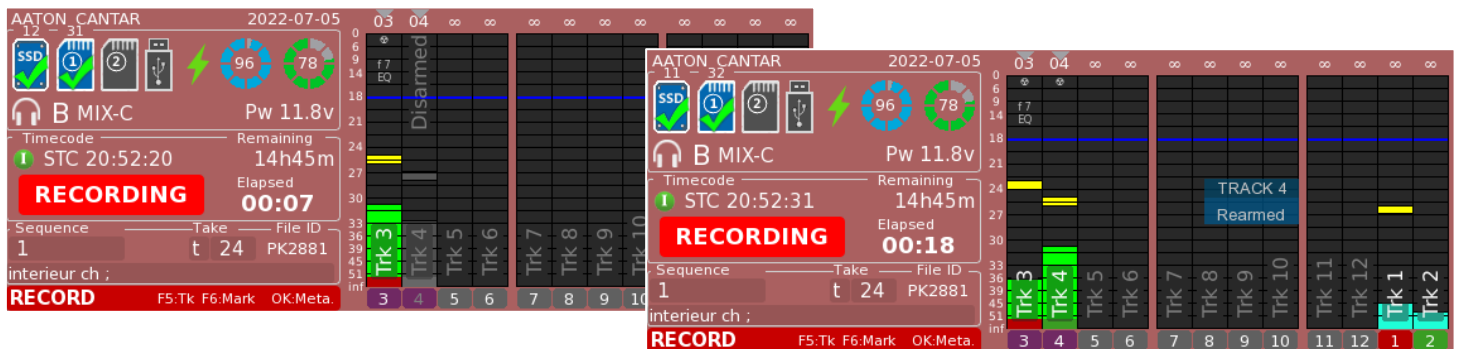 AATON_CANTAR 2022-07-05
12 31
SSD 1 2 96 78
B MIX-C Pw 11.8v
Timecode Remaining
I STC 20:52:20 14h45m
RECORDING Elapsed
00:07
Sequence Take File ID
1 t 24 PK2881
interieur ch ;
RECORD F5:Tk F6:Mark OK:Meta.
03 04 ∞ ∞ ∞ ∞ ∞ ∞ ∞ ∞ ∞ ∞
0
6
9
14
18
21
24
27
30
33
36
39
45
51
inf
f7
EQ
Disarmed
Trk 3 Trk 4 Trk 5 Trk 6 Trk 7 Trk 8 Trk 9
3 4 5 6 7 8 9 10
AATON_CANTAR 2022-07-05
11 32
SSD 1 2 96 78
B MIX-C Pw 11.8v
Timecode Remaining
I STC 20:52:31 14h45m
RECORDING Elapsed
00:18
Sequence Take File ID
1 t 24 PK2881
interieur ch ;
RECORD F5:Tk F6:Mark OK:Meta.
03 04 ∞ ∞ ∞ ∞ ∞ ∞ ∞ ∞ ∞ ∞
0
6
9
14
18
21
24
27
30
33
36
39
45
51
inf
f7
EQ
TRACK 4
Rearmed
Trk 3 Trk 4 Trk 5 Trk 6 Trk 7 Trk 8 Trk 9 Trk 10 Trk 11 Trk 12 Trk 1 Trk 2
3 4 5 6 7 8 9 10 11 12 1 2